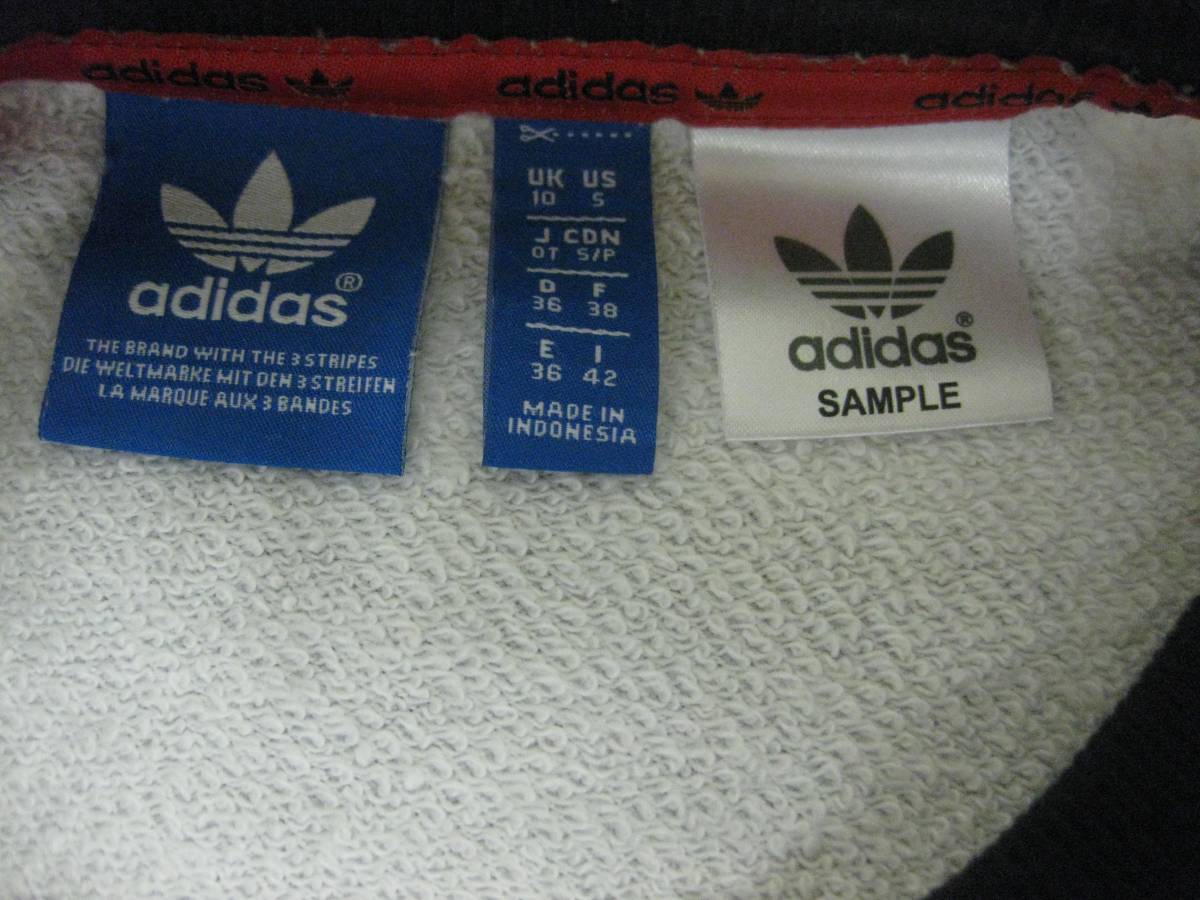 adidas adidas adidas
adidas®
THE BRAND WITH THE 3 STRIPES
DIE WELTMARKE MIT DEN 3 STREIFEN
LA MARQUE AUX 3 BANDES
UK US
10 S
J CDN
OT S/P
D F
36 38
E I
36 42
MADE IN
INDONESIA
adidas®
SAMPLE